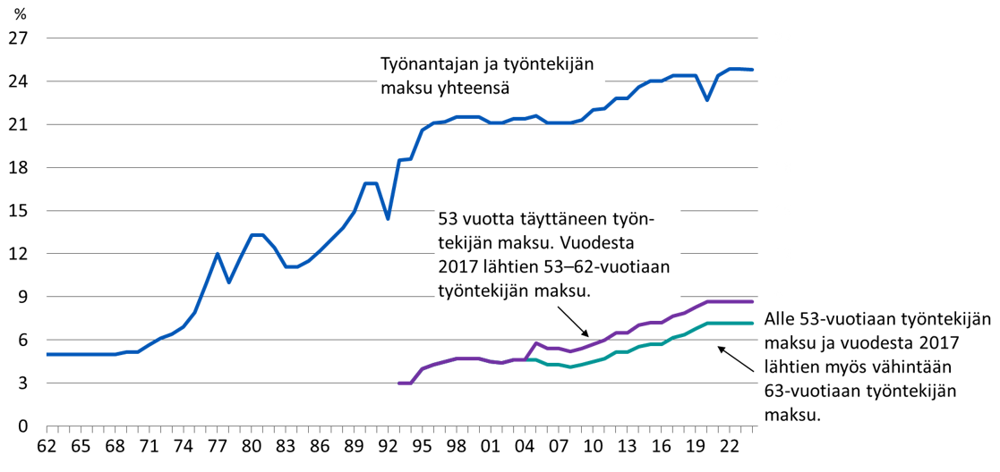 %
27
24
21
18
15
12
9
6
3
0
Työnantajan ja työntekijän
maksu yhteensä
53 vuotta täyttäneen työn-
tekijän maksu. Vuodesta
2017 lähtien 53–62-vuotiaan
työntekijän maksu.
Alle 53-vuotiaan työntekijän
maksu ja vuodesta 2017
lähtien myös vähintään
63-vuotiaan työntekijän
maksu.
62 65 68 71 74 77 80 83 86 89 92 95 98 01 04 07 10 13 16 19 22